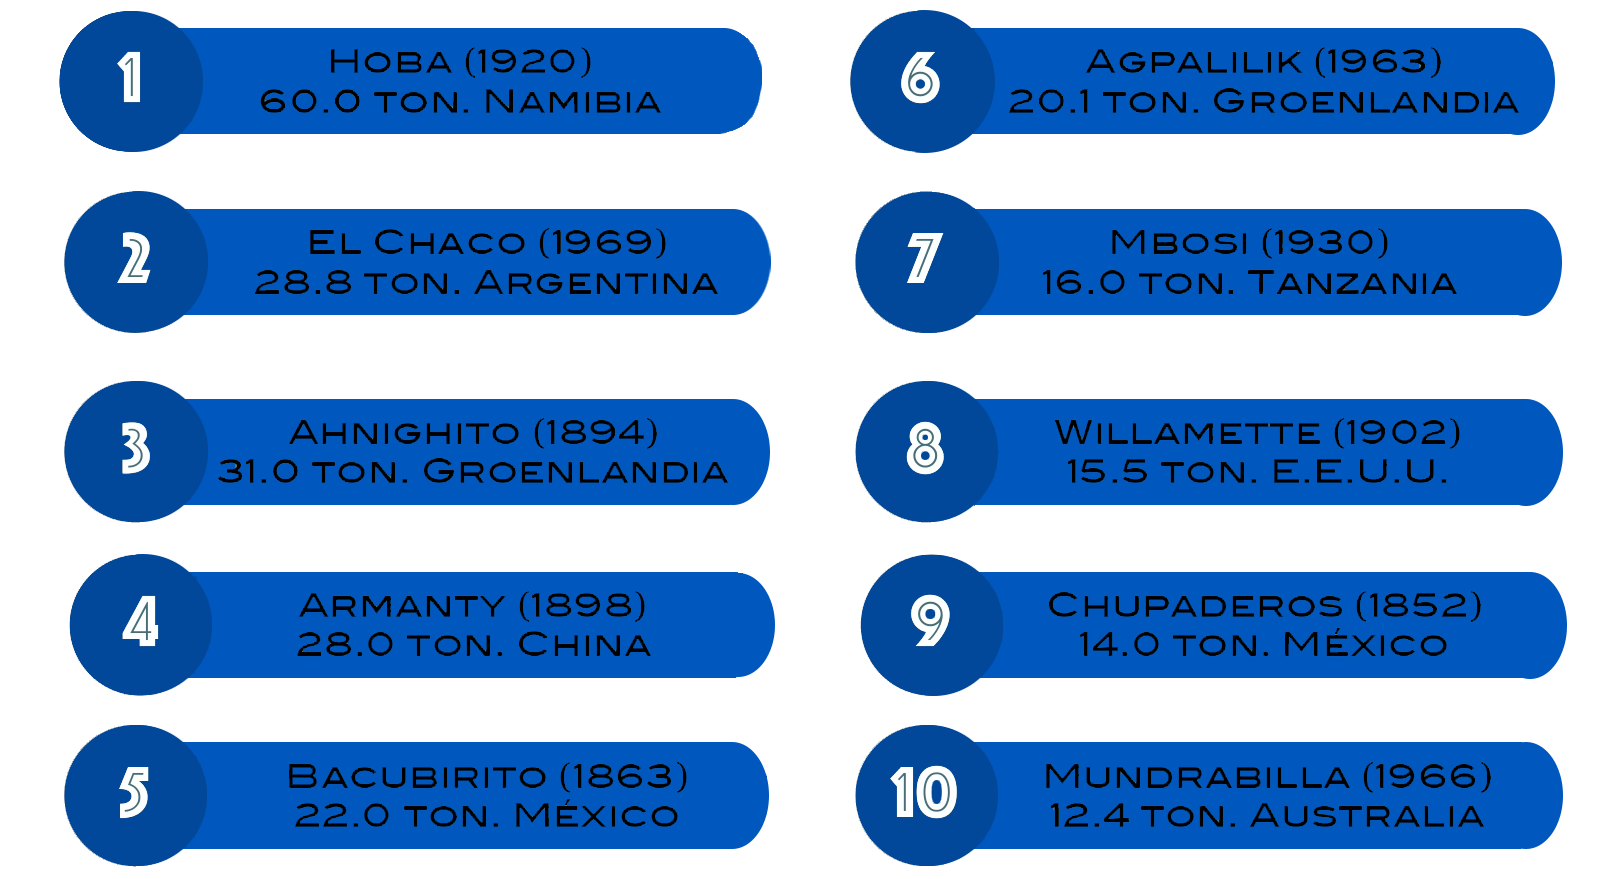 1
Hoba (1920)
60.0 ton. Namibia
2
El Chaco (1969)
28.8 ton. Argentina
3
Ahnighito (1894)
31.0 ton. Groenlandia
4
Armanty (1898)
28.0 ton. China
5
Bacubirito (1863)
22.0 ton. México
6
Agpalilik (1963)
20.1 ton. Groenlandia
7
Mbosi (1930)
16.0 ton. Tanzania
8
Willamette (1902)
15.5 ton. E.E.U.U.
9
Chupaderos (1852)
14.0 ton. México
10
Mundrabilla (1966)
12.4 ton. Australia